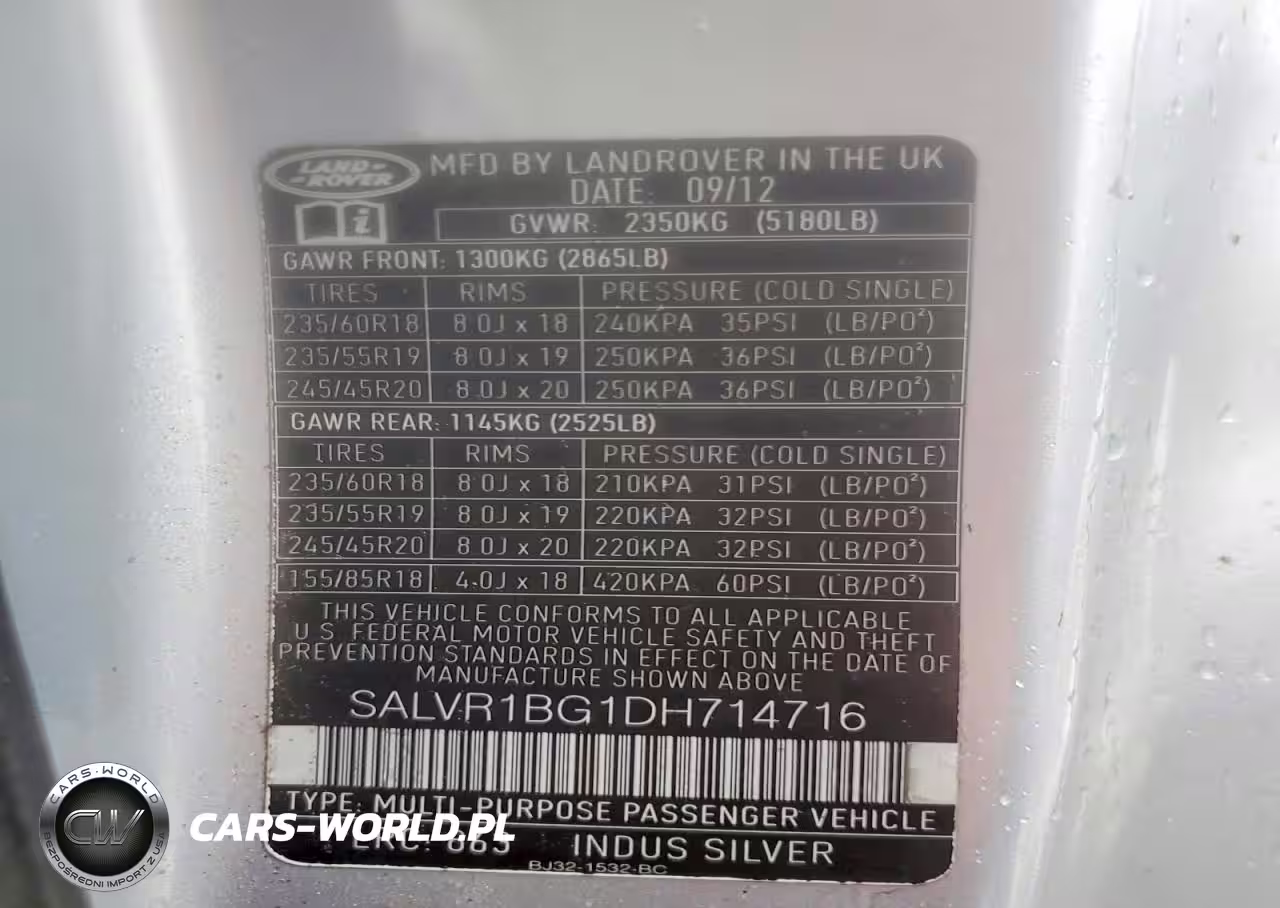 LAND-
-ROVER
MFD BY LANDROVER IN THE UK
DATE: 09/12
GVWR: 2350KG (5180LB)
GAWR FRONT: 1300KG (2865LB)
TIRES RIMS PRESSURE (COLD SINGLE)
235/60R18 8.0J x 18 240KPA 35PSI (LB/PO²)
235/55R19 8.0J x 19 250KPA 36PSI (LB/PO²)
245/45R20 8.0J x 20 250KPA 36PSI (LB/PO²)
GAWR REAR: 1145KG (2525LB)
TIRES RIMS PRESSURE (COLD SINGLE)
235/60R18 8.0J x 18 210KPA 31PSI (LB/PO²)
235/55R19 8.0J x 19 220KPA 32PSI (LB/PO²)
245/45R20 8.0J x 20 220KPA 32PSI (LB/PO²)
155/85R18 4.0J x 18 420KPA 60PSI (LB/PO²)
THIS VEHICLE CONFORMS TO ALL APPLICABLE
U.S. FEDERAL MOTOR VEHICLE SAFETY AND THEFT
PREVENTION STANDARDS IN EFFECT ON THE DATE OF
MANUFACTURE SHOWN ABOVE
SALVR1BG1DH714716
TYPE: MULTI-PURPOSE PASSENGER VEHICLE
INDUS SILVER
BJ32-1532-BC
CARS-WORLD
CW
BEZPOŚREDNI IMPORT Z USA
CARS-WORLD.PL